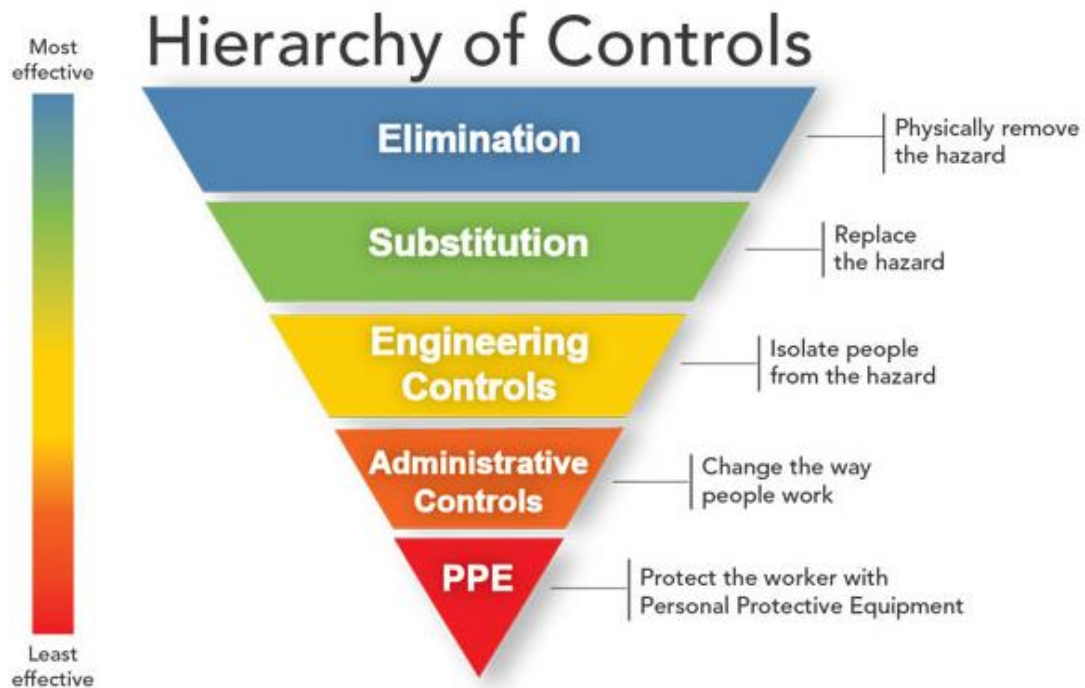 Hierarchy of Controls
Most
effective
Elimination
Physically remove
the hazard
Substitution
Replace
the hazard
Engineering
Controls
Isolate people
from the hazard
Administrative
Controls
Change the way
people work
PPE
Protect the worker with
Personal Protective Equipment
Least
effective